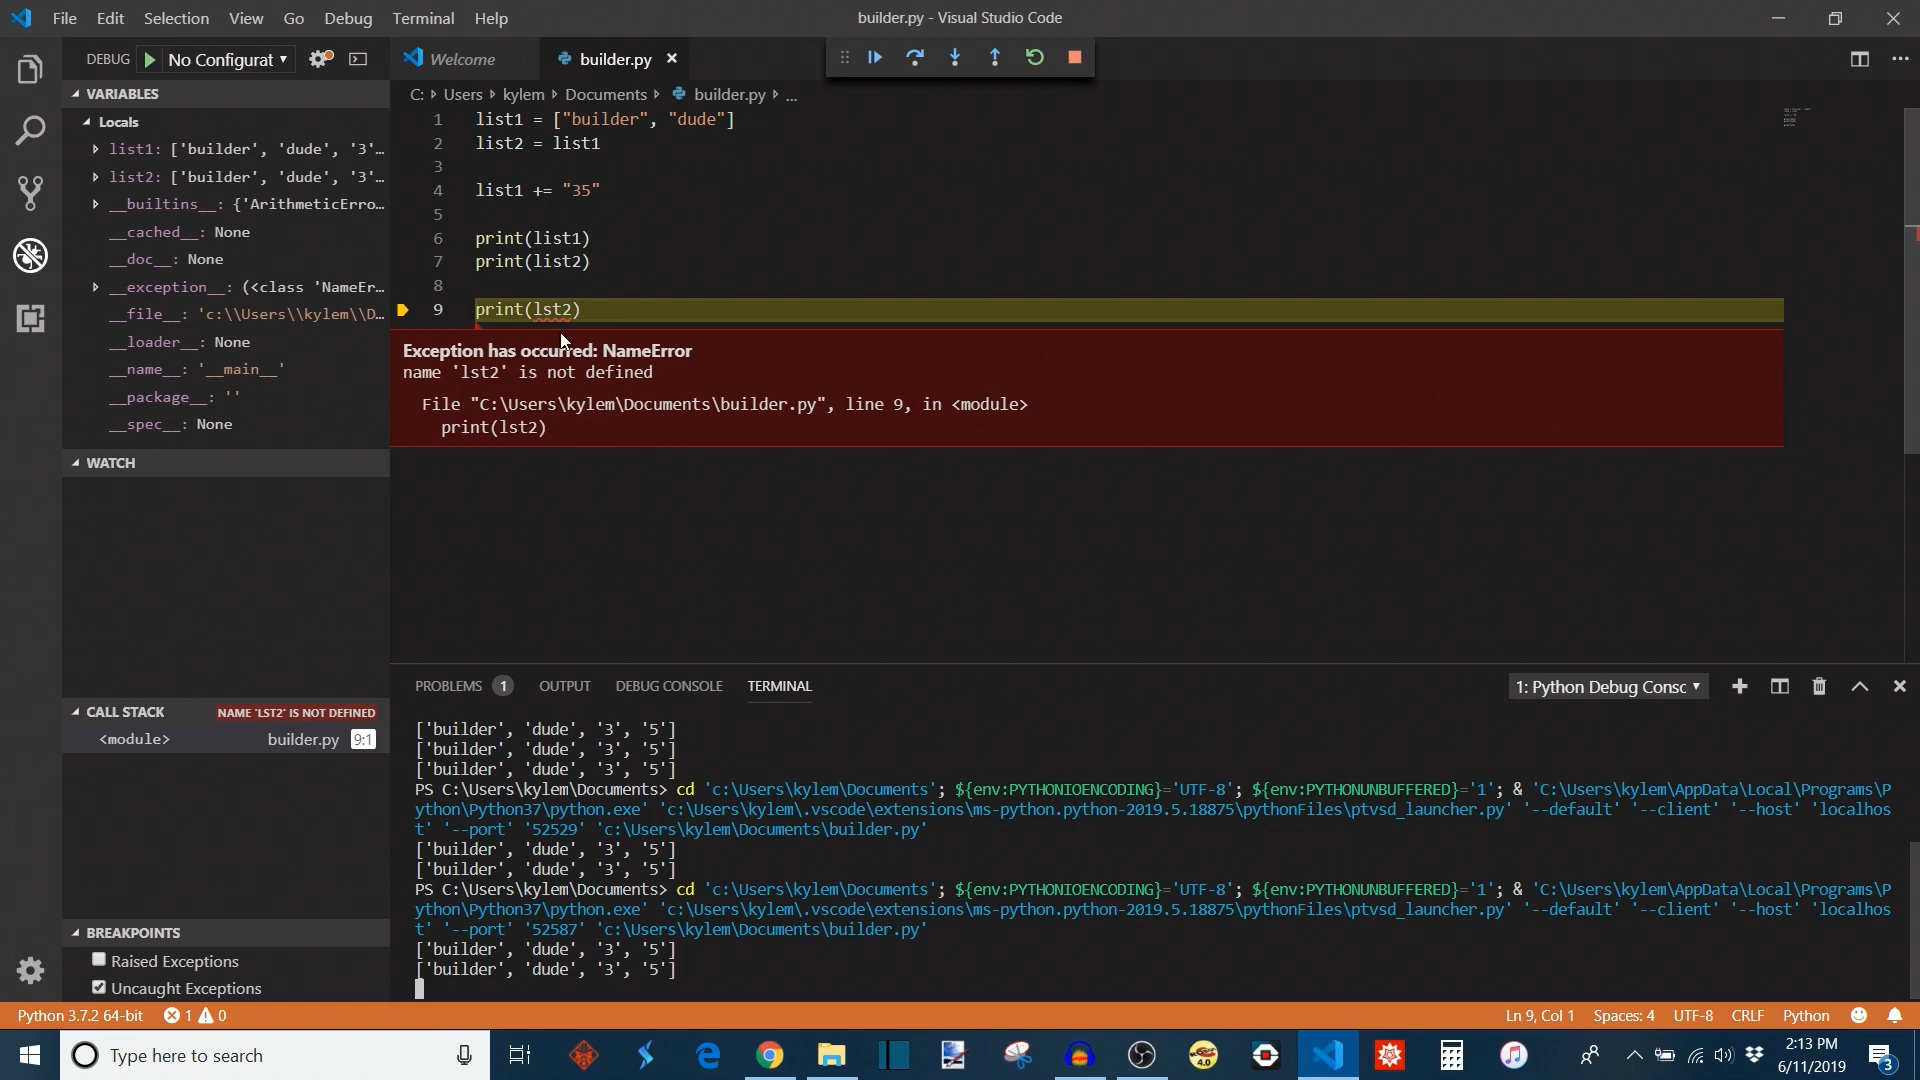 File Edit Selection View Go Debug Terminal Help
builder.py - Visual Studio Code
DEBUG No Configurat
Welcome
builder.py
VARIABLES
Locals
list1: ['builder', 'dude', '3'…
list2: ['builder', 'dude', '3'…
__builtins__: {'ArithmeticErro…
__cached__: None
__doc__: None
__exception__: (<class 'NameEr…
__file__: 'c:\\Users\\kylem\\D…
__loader__: None
__name__: '__main__'
__package__: ''
__spec__: None
WATCH
CALL STACK NAME 'LST2' IS NOT DEFINED
<module> builder.py 9:1
BREAKPOINTS
Raised Exceptions
Uncaught Exceptions
C: Users kylem Documents builder.py ...
1 list1 = ["builder", "dude"]
2 list2 = list1
3
4 list1 += "35"
5
6 print(list1)
7 print(list2)
8
9 print(lst2)
Exception has occurred: NameError
name 'lst2' is not defined
File "C:\Users\kylem\Documents\builder.py", line 9, in <module>
print(lst2)
PROBLEMS 1 OUTPUT DEBUG CONSOLE TERMINAL
1: Python Debug Consc
['builder', 'dude', '3', '5']
['builder', 'dude', '3', '5']
['builder', 'dude', '3', '5']
PS C:\Users\kylem\Documents> cd 'c:\Users\kylem\Documents'; ${env:PYTHONIOENCODING}='UTF-8'; ${env:PYTHONUNBUFFERED}='1'; & 'C:\Users\kylem\AppData\Local\Programs\P
ython\Python37\python.exe' 'c:\Users\kylem\.vscode\extensions\ms-python.python-2019.5.18875\pythonFiles\ptvsd_launcher.py' '--default' '--client' '--host' 'localhos
t' '--port' '52529' 'c:\Users\kylem\Documents\builder.py'
['builder', 'dude', '3', '5']
['builder', 'dude', '3', '5']
PS C:\Users\kylem\Documents> cd 'c:\Users\kylem\Documents'; ${env:PYTHONIOENCODING}='UTF-8'; ${env:PYTHONUNBUFFERED}='1'; & 'C:\Users\kylem\AppData\Local\Programs\P
ython\Python37\python.exe' 'c:\Users\kylem\.vscode\extensions\ms-python.python-2019.5.18875\pythonFiles\ptvsd_launcher.py' '--default' '--client' '--host' 'localhos
t' '--port' '52587' 'c:\Users\kylem\Documents\builder.py'
['builder', 'dude', '3', '5']
['builder', 'dude', '3', '5']
Python 3.7.2 64-bit 1 0
Ln 9, Col 1 Spaces: 4 UTF-8 CRLF Python
Type here to search
4.0
2:13 PM
6/11/2019
3